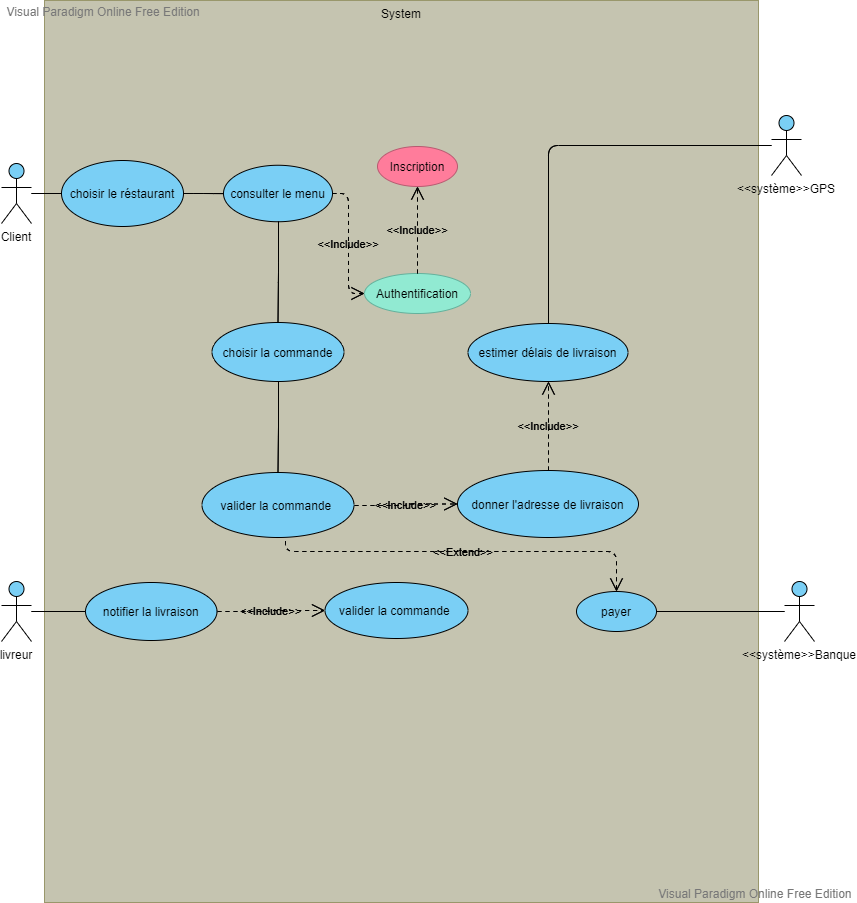 Visual Paradigm Online Free Edition
System
Inscription
choisir le réstaurant
consulter le menu
<<système>>GPS
Client
<<Include>>
<<Include>>
Authentification
choisir la commande
estimer délais de livraison
<<Include>>
valider la commande
<<Include>>
donner l'adresse de livraison
<<Extend>>
notifier la livraison
<<Include>>
valider la commande
payer
livreur
<<système>>Banque
Visual Paradigm Online Free Edition